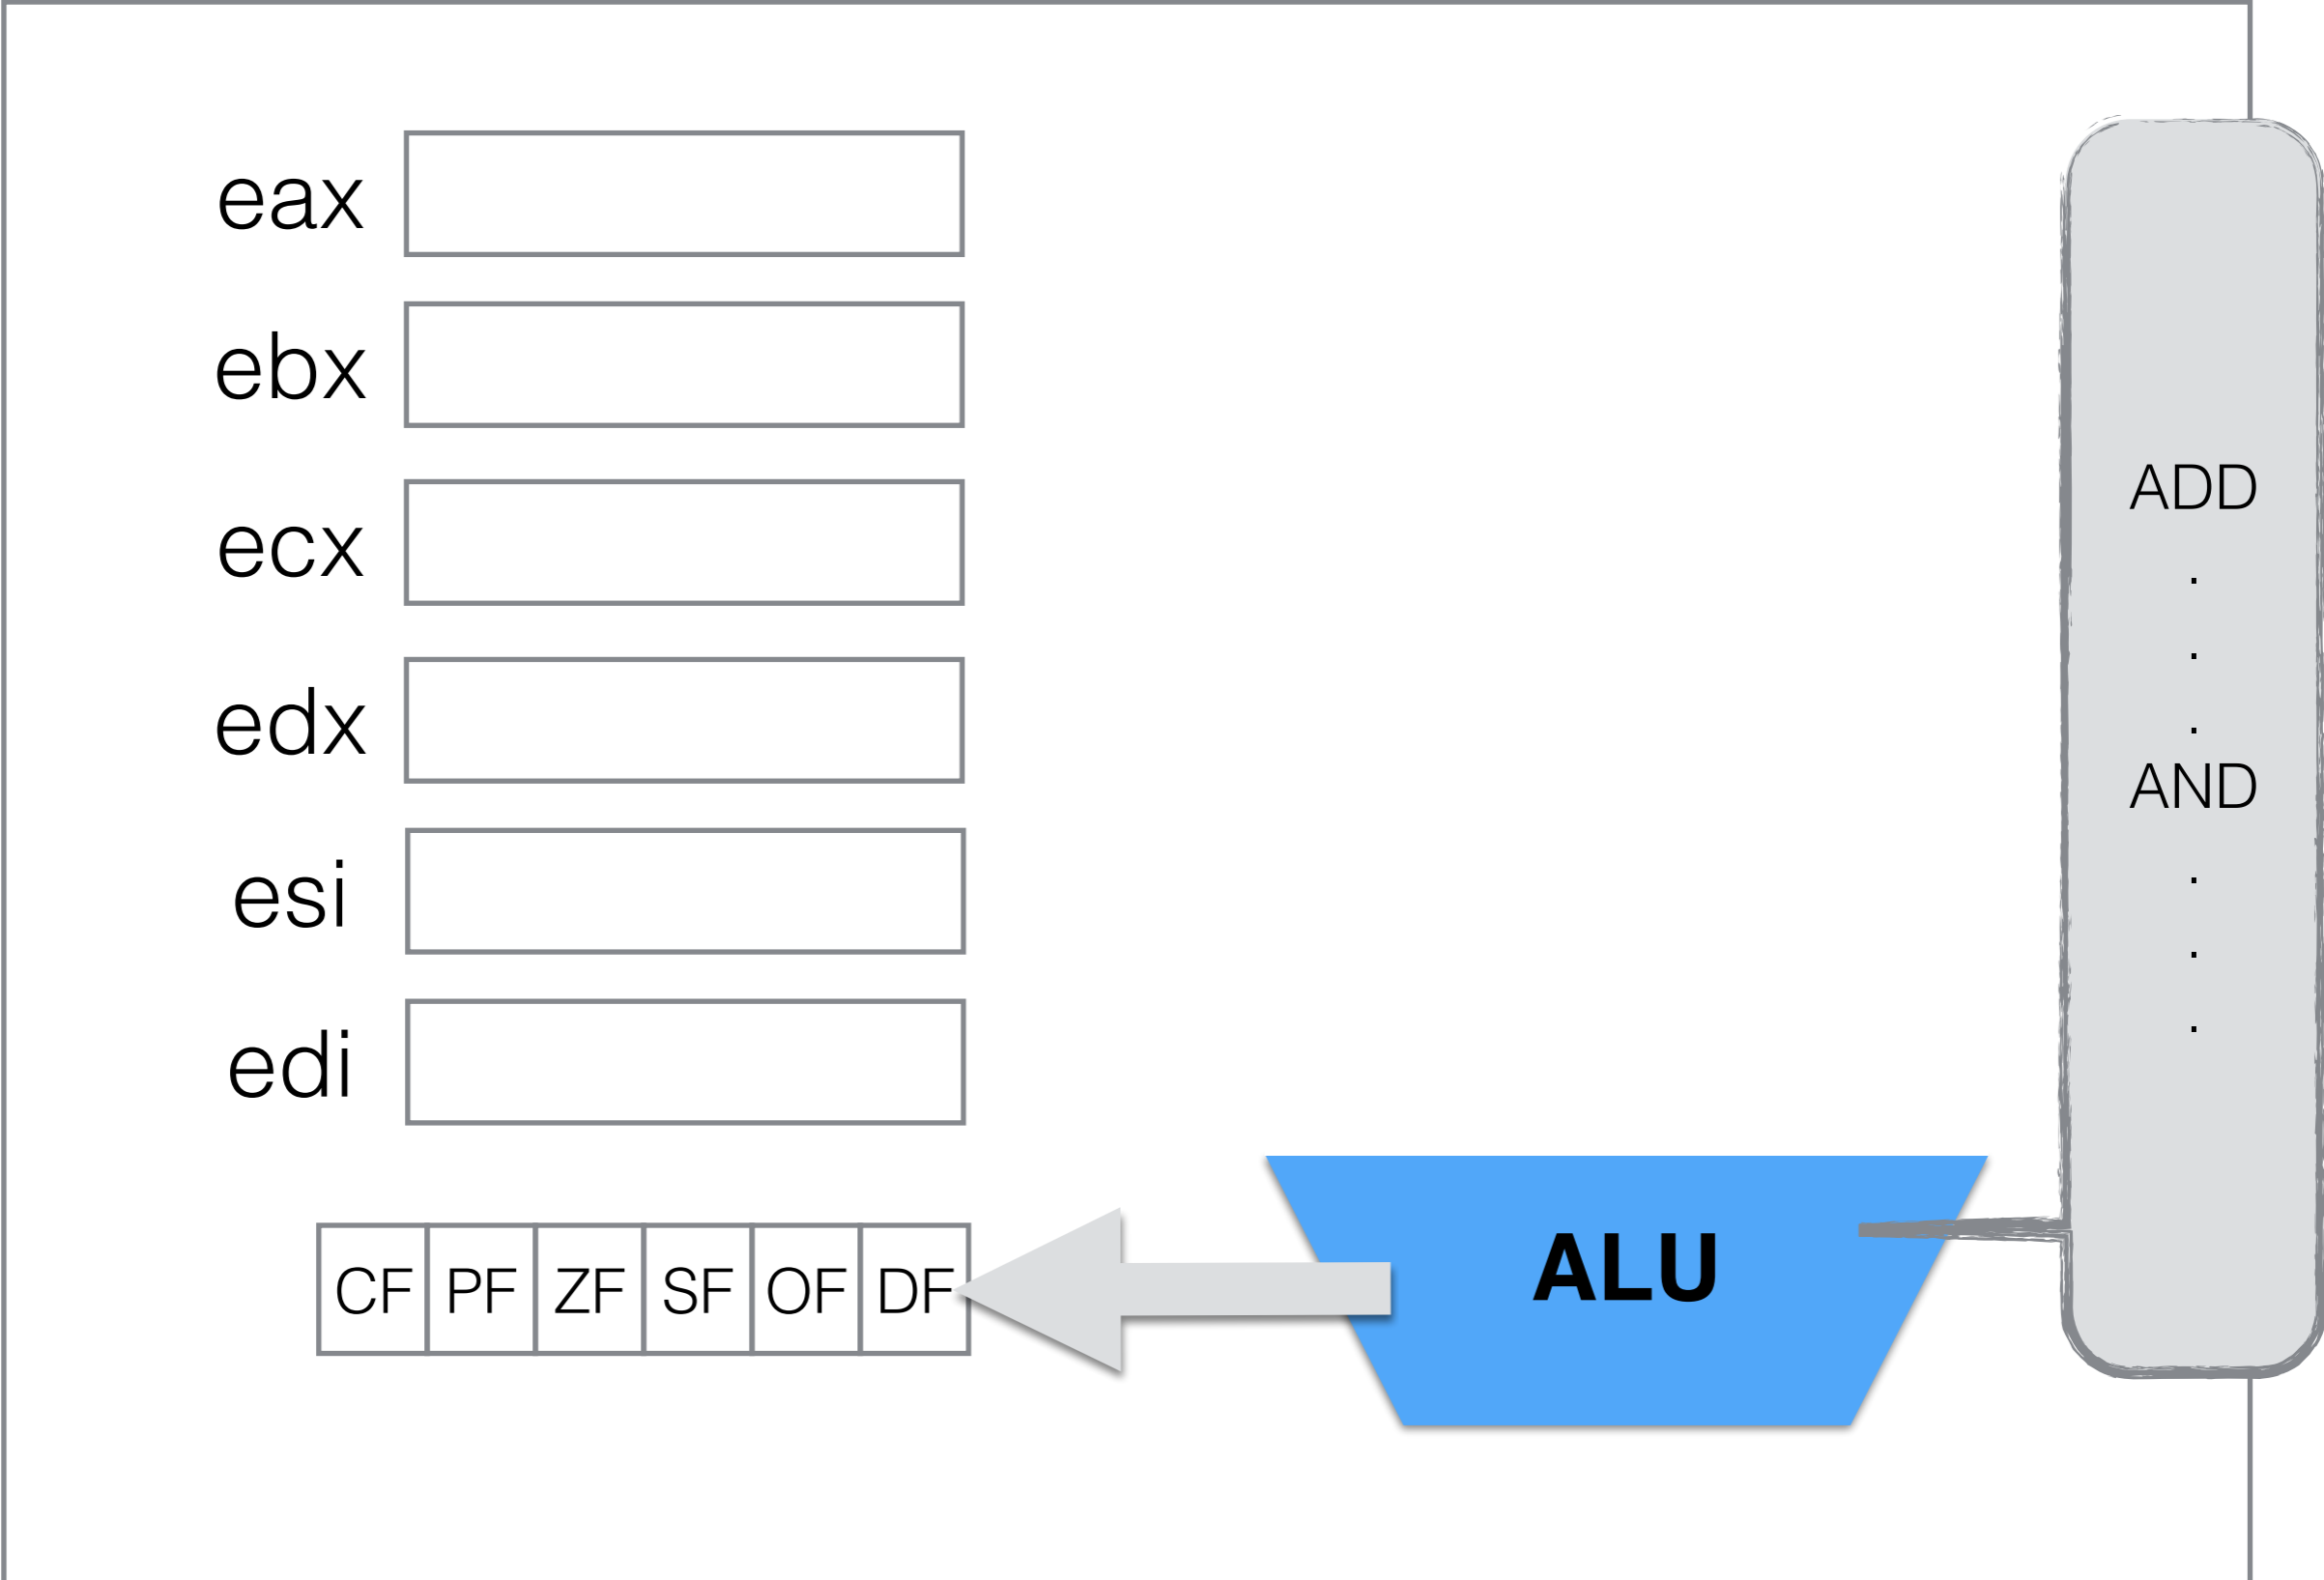 eax
ebx
ecx
edx
esi
edi
CF PF ZF SF OF DF
ALU
ADD
.
.
.
AND
.
.
.